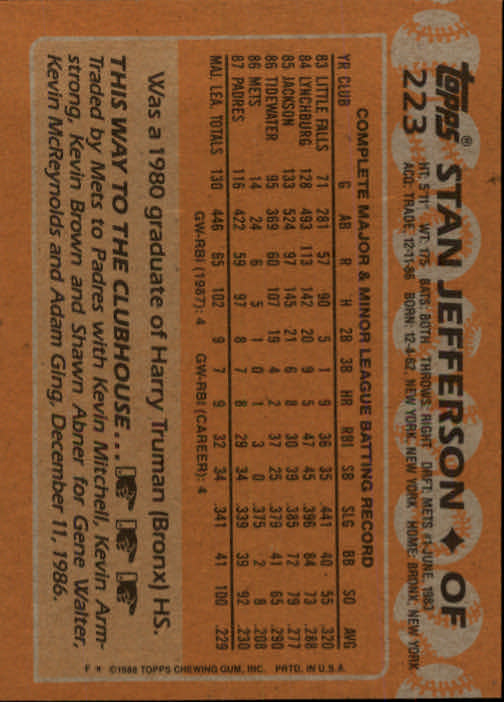 topps® STAN JEFFERSON ✦ OF
223 HT: 5'11" WT: 175 BATS: BOTH THROWS: RIGHT DRFT: METS #1-JUNE, 1983
ACQ: TRADE, 12-11-86 BORN: 12-4-62, NEW YORK, NEW YORK HOME: BRONX, NEW YORK
COMPLETE MAJOR & MINOR LEAGUE BATTING RECORD
YR CLUB G AB R H 2B 3B HR RBI SB SLG BB SO AVG
83 LITTLE FALLS 71 281 57 90 5 1 9 36 35 .441 40 55 .320
84 LYNCHBURG 128 493 113 142 20 9 5 47 45 .396 84 73 .288
85 JACKSON 133 524 97 145 21 6 8 30 39 .385 72 79 .277
86 TIDEWATER 95 369 60 107 19 4 2 37 25 .379 41 65 .290
86 METS 14 24 6 5 1 0 1 3 0 .375 2 8 .208
87 PADRES 116 422 59 97 8 7 8 29 34 .339 39 92 .230
MAJ. LEA. TOTALS 130 446 65 102 9 7 9 32 34 .341 41 100 .229
GW-RBI (1987): 4 GW-RBI (CAREER): 4
Was a 1980 graduate of Harry Truman (Bronx) HS.
THIS WAY TO THE CLUBHOUSE...
Traded by Mets to Padres with Kevin Mitchell, Kevin Arm-
strong, Kevin Brown and Shawn Abner for Gene Walter,
Kevin McReynolds and Adam Ging, December 11, 1986.
F * ©1988 TOPPS CHEWING GUM, INC. PRTD. IN U.S.A.